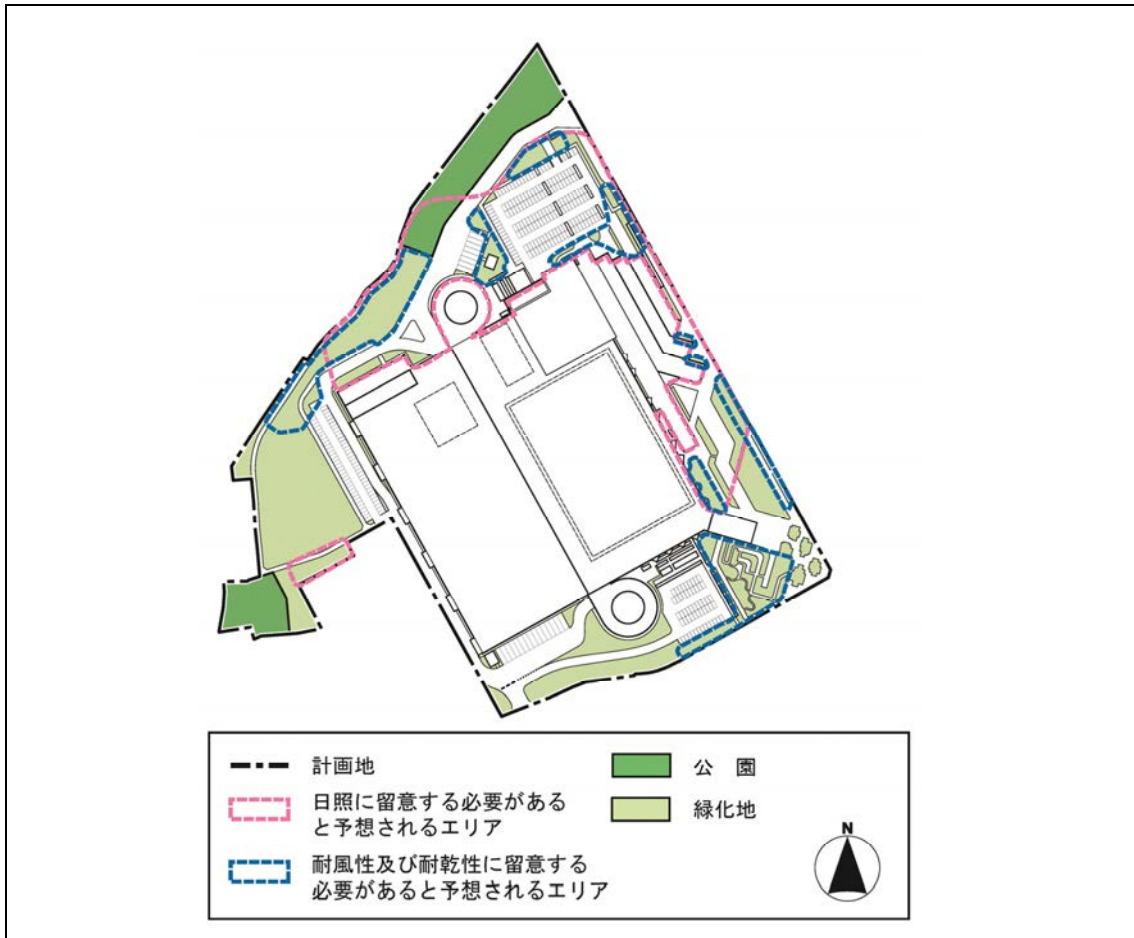 計画地
日照に留意する必要がある
と予想されるエリア
耐風性及び耐乾性に留意する
必要があると予想されるエリア
公　園
緑化地
N